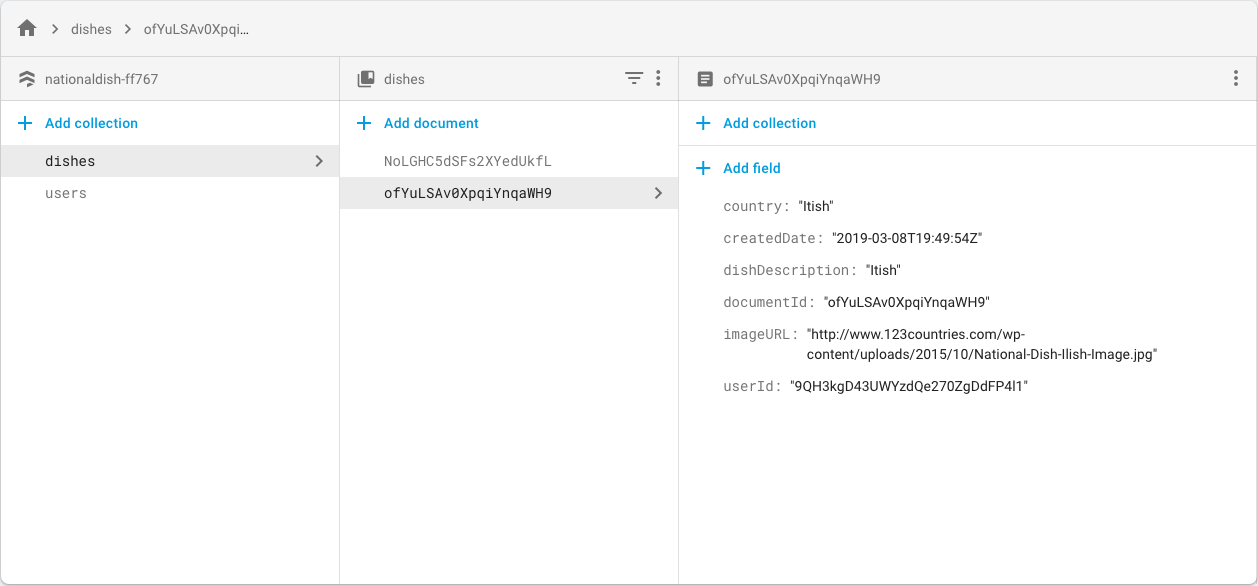 dishes
ofYuLSAv0Xpqi...
nationaldish-ff767
Add collection
dishes
users
dishes
Add document
NoLGHC5dSFs2XYedUkfL
ofYuLSAv0XpqiYnqaWH9
ofYuLSAv0XpqiYnqaWH9
Add collection
Add field
country: "Itish"
createdDate: "2019-03-08T19:49:54Z"
dishDescription: "Itish"
documentId: "ofYuLSAv0XpqiYnqaWH9"
imageURL: "http://www.123countries.com/wp-
content/uploads/2015/10/National-Dish-Ilish-Image.jpg"
userId: "9QH3kgD43UWYzdQe270ZgDdFP4l1"